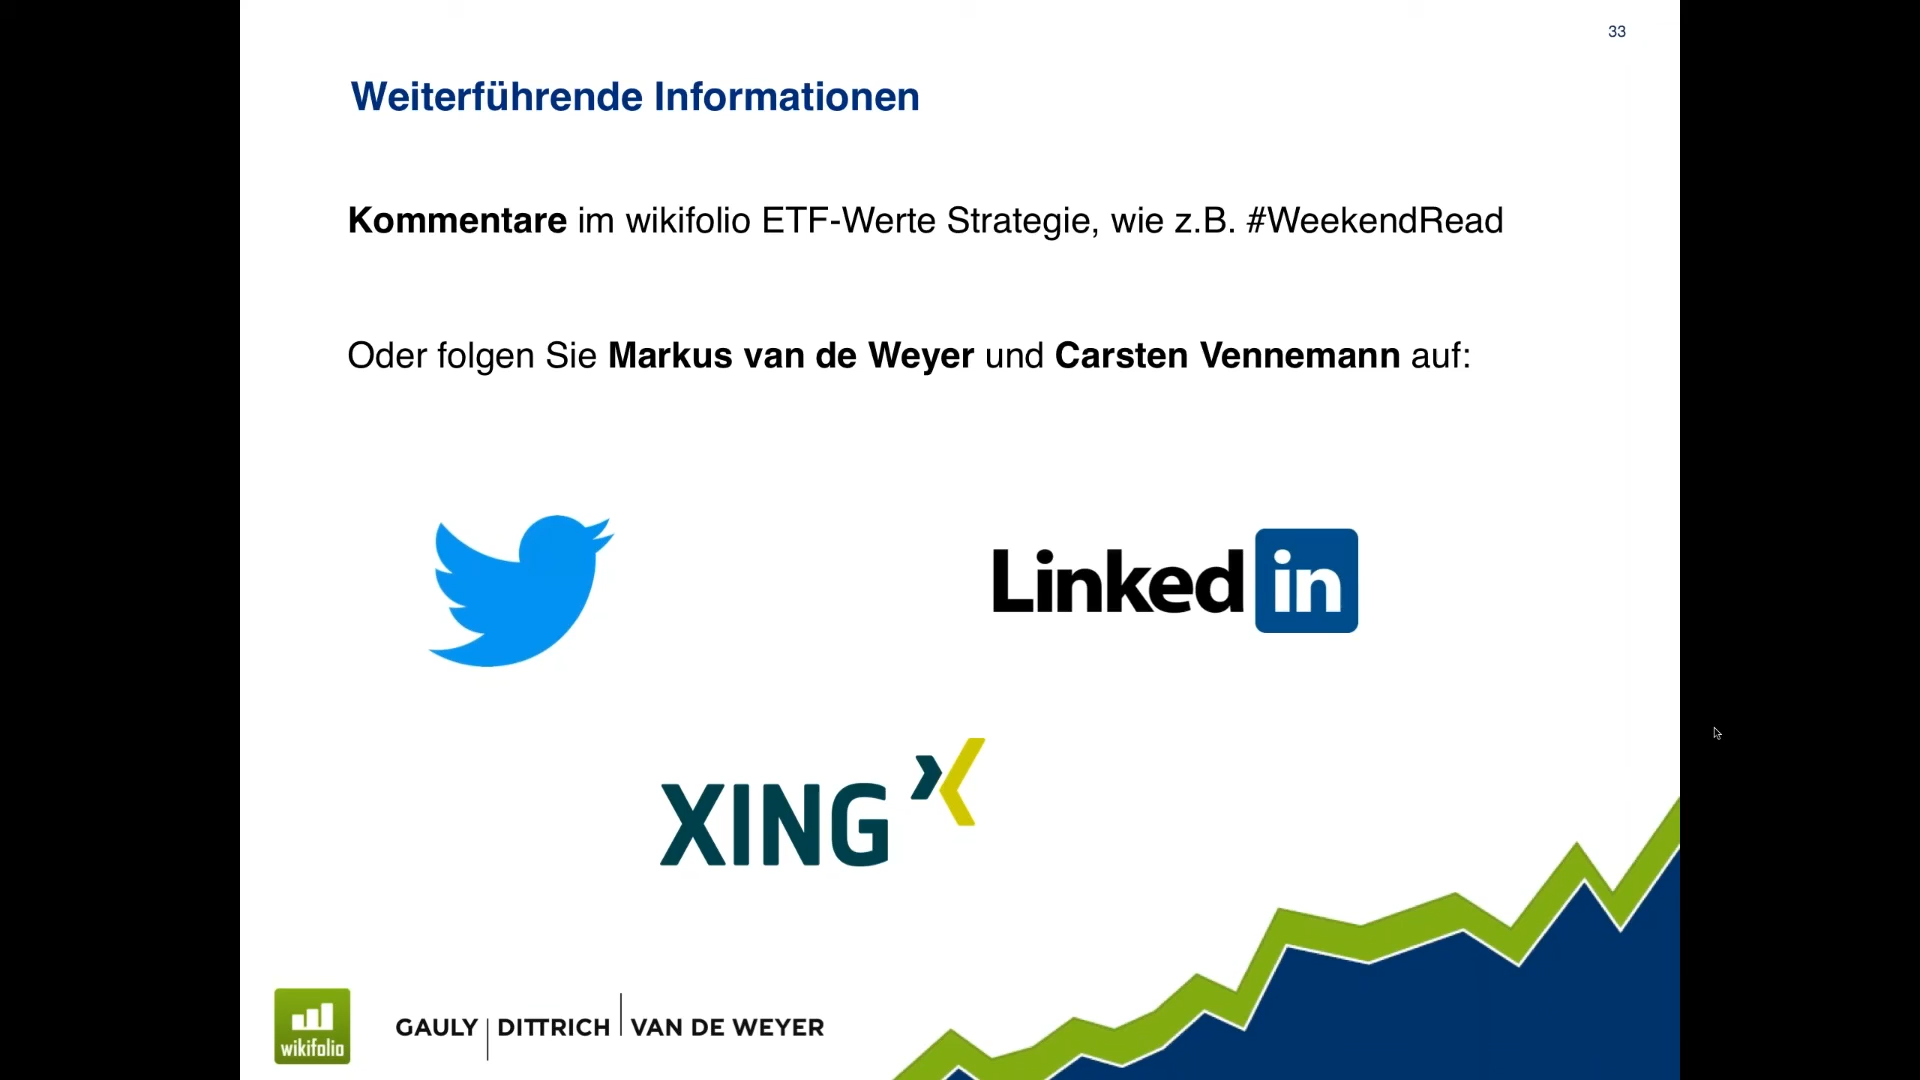 33
Weiterführende Informationen
Kommentare im wikifolio ETF-Werte Strategie, wie z.B. #WeekendRead
Oder folgen Sie Markus van de Weyer und Carsten Vennemann auf:
Linked in
XING
wikifolio
GAULY | DITTRICH | VAN DE WEYER